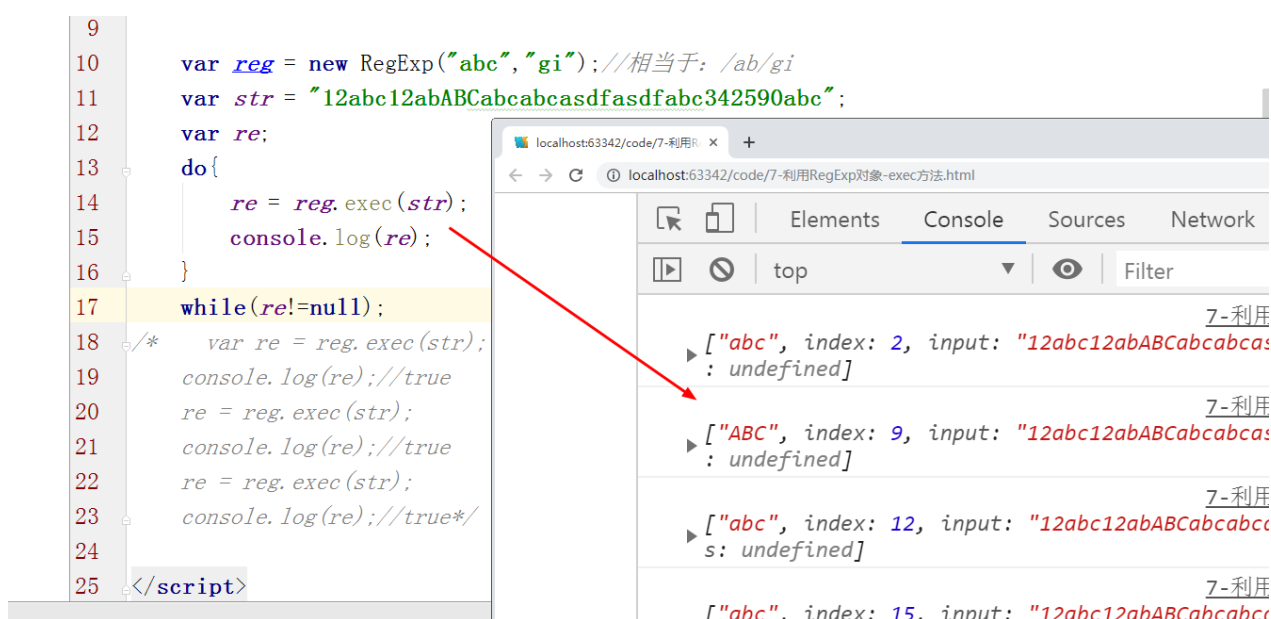 9
10 var reg = new RegExp("abc","gi");//相当于: /ab/gi
11 var str = "12abc12abABCabcabcasdfasdfabc342590abc";
12 var re;
13 do{
14 re = reg.exec(str);
15 console.log(re);
16 }
17 while(re!=null);
18 /* var re = reg.exec(str);
19 console.log(re);//true
20 re = reg.exec(str);
21 console.log(re);//true
22 re = reg.exec(str);
23 console.log(re);//true*/
24
25 </script>
localhost:63342/code/7-利用R
localhost:63342/code/7-利用RegExp对象-exec方法.html
Elements Console Sources Network
top Filter
7-利用
["abc", index: 2, input: "12abc12abABCabcabcas
: undefined]
7-利用
["ABC", index: 9, input: "12abc12abABCabcabcas
: undefined]
7-利用
["abc", index: 12, input: "12abc12abABCabcabca
s: undefined]
7-利用
["abc", index: 15, input: "12abc12abABCabcabca